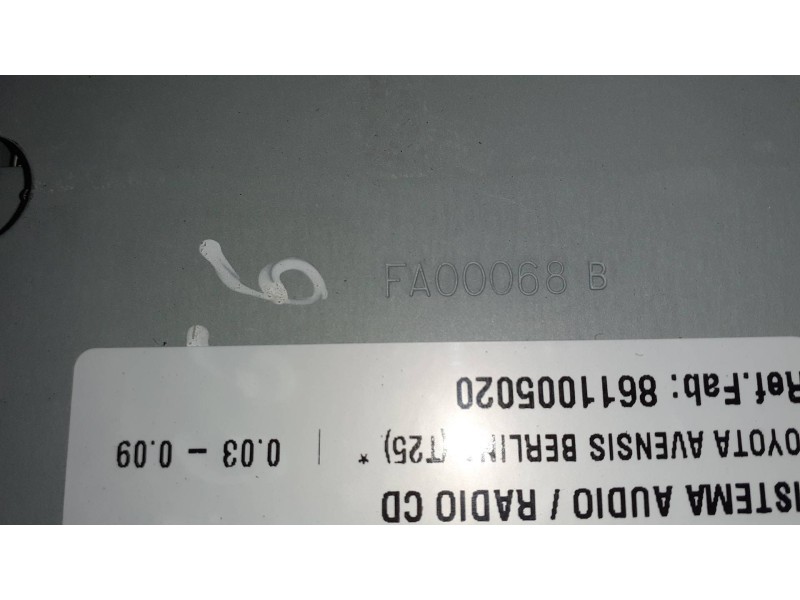 FA00068 B
ISTEMA AUDIO / RADIO CD
OYOTA AVENSIS BERLIN (T25) * | 0.03 - 0.09
Ref.Fab: 8611005020